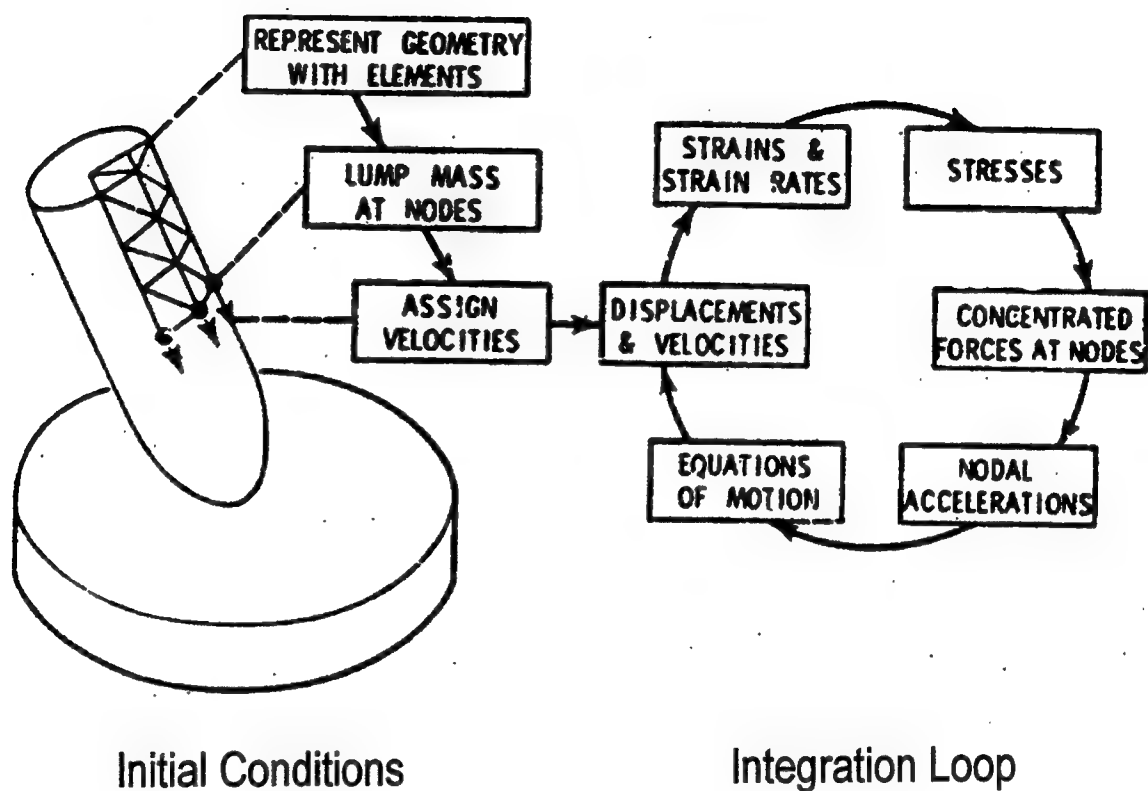 REPRESENT GEOMETRY
WITH ELEMENTS
LUMP MASS
AT NODES
ASSIGN
VELOCITIES
DISPLACEMENTS
& VELOCITIES
STRAINS &
STRAIN RATES
STRESSES
CONCENTRATED
FORCES AT NODES
NODAL
ACCELERATIONS
EQUATIONS
OF MOTION
Initial Conditions
Integration Loop